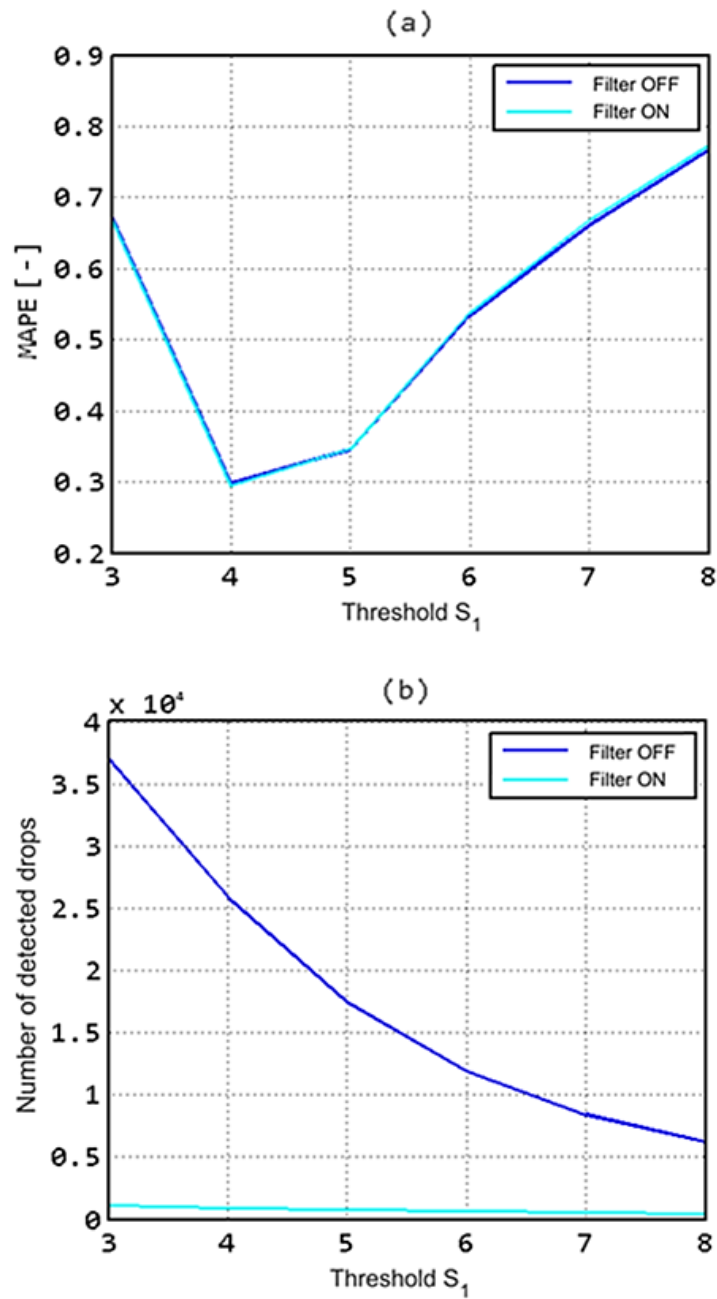 (a)
0.9
0.8
0.7
0.6
0.5
0.4
0.3
0.2
MAPE [-]
Filter OFF
Filter ON
3 4 5 6 7 8
Threshold S₁
(b)
x 10⁴
4
3.5
3
2.5
2
1.5
1
0.5
0
Number of detected drops
Filter OFF
Filter ON
3 4 5 6 7 8
Threshold S₁